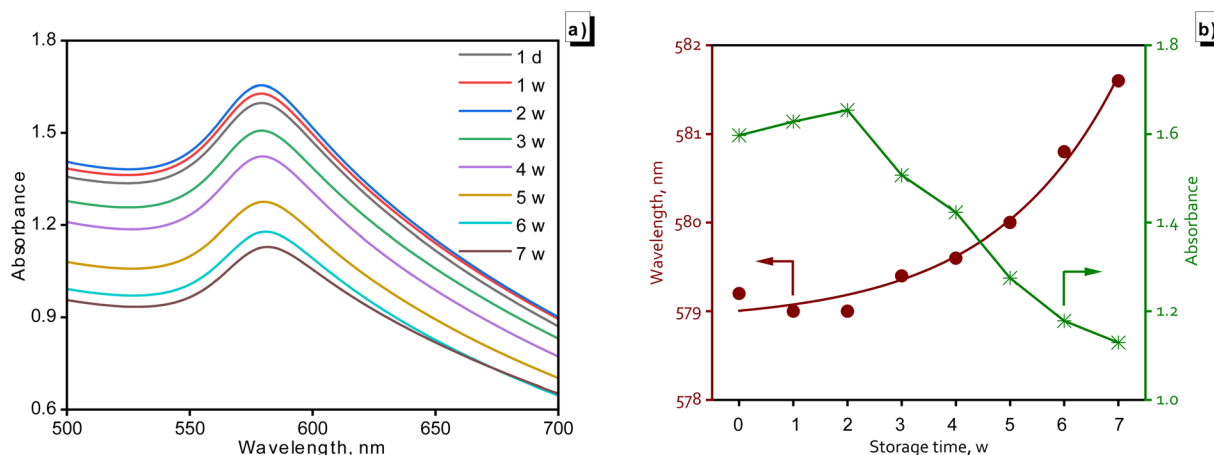 a)
1.8
1.5
1.2
0.9
0.6
Absorbance
500
550
600
650
700
Wavelength, nm
1 d
1 w
2 w
3 w
4 w
5 w
6 w
7 w
b)
582
581
580
579
578
Wavelength, nm
0
1
2
3
4
5
6
7
Storage time, w
1.8
1.6
1.4
1.2
1.0
Absorbance